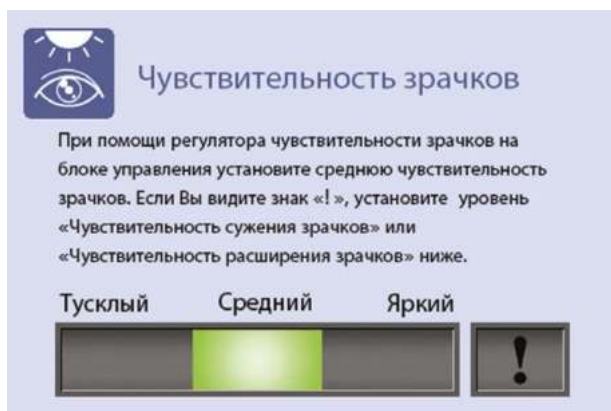 Чувствительность зрачков
При помощи регулятора чувствительности зрачков на
блоке управления установите среднюю чувствительность
зрачков. Если Вы видите знак «! », установите уровень
«Чувствительность сужения зрачков» или
«Чувствительность расширения зрачков» ниже.
Тусклый Средний Яркий
!